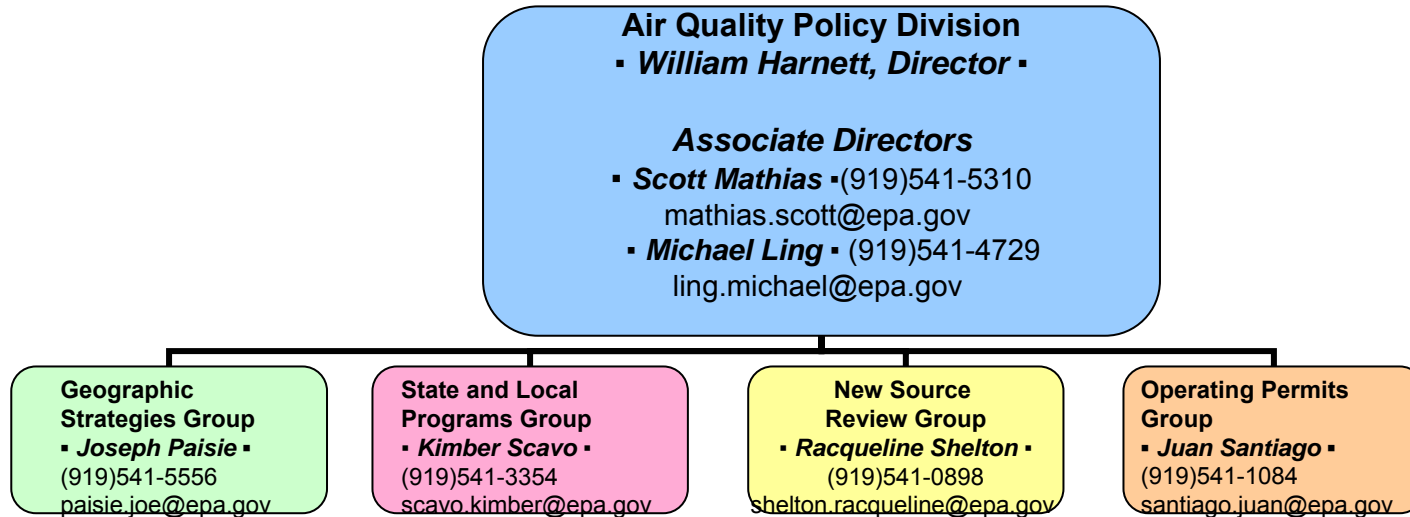 Air Quality Policy Division
▪ William Harnett, Director ▪
Associate Directors
▪ Scott Mathias ▪(919)541-5310
mathias.scott@epa.gov
▪ Michael Ling ▪ (919)541-4729
ling.michael@epa.gov
Geographic
Strategies Group
▪ Joseph Paisie ▪
(919)541-5556
paisie.joe@epa.gov
State and Local
Programs Group
▪ Kimber Scavo ▪
(919)541-3354
scavo.kimber@epa.gov
New Source
Review Group
▪ Racqueline Shelton ▪
(919)541-0898
shelton.racqueline@epa.gov
Operating Permits
Group
▪ Juan Santiago ▪
(919)541-1084
santiago.juan@epa.gov